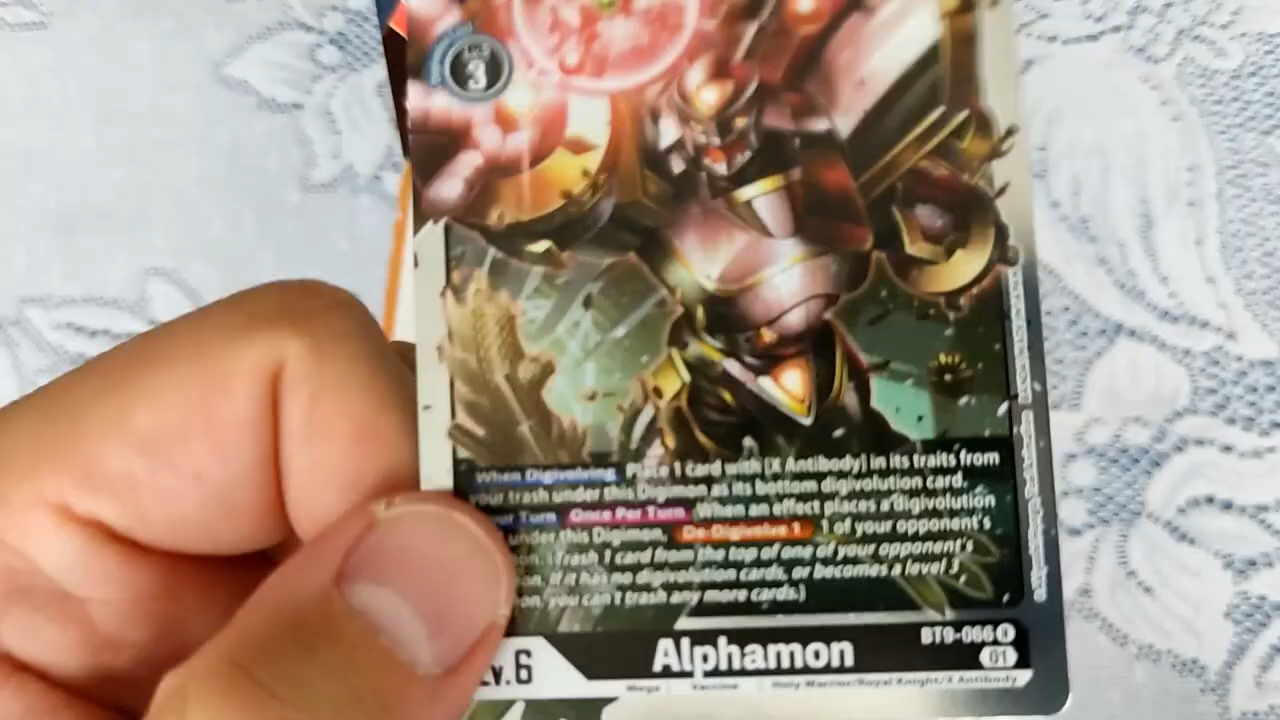 3
When Digivolving Place 1 card with [X Antibody] in its traits from
your trash under this Digimon as its bottom digivolution card.
Turn Once Per Turn When an effect places a digivolution
under this Digimon, De-Digivolve 1 1 of your opponent's
(Trash 1 card from the top of one of your opponent's
If it has no digivolution cards, or becomes a level 3
you can't trash any more cards.)
BT9-066 R
01
Lv.6 Alphamon
Mega Vaccine Holy Warrior/Royal Knight/X Antibody